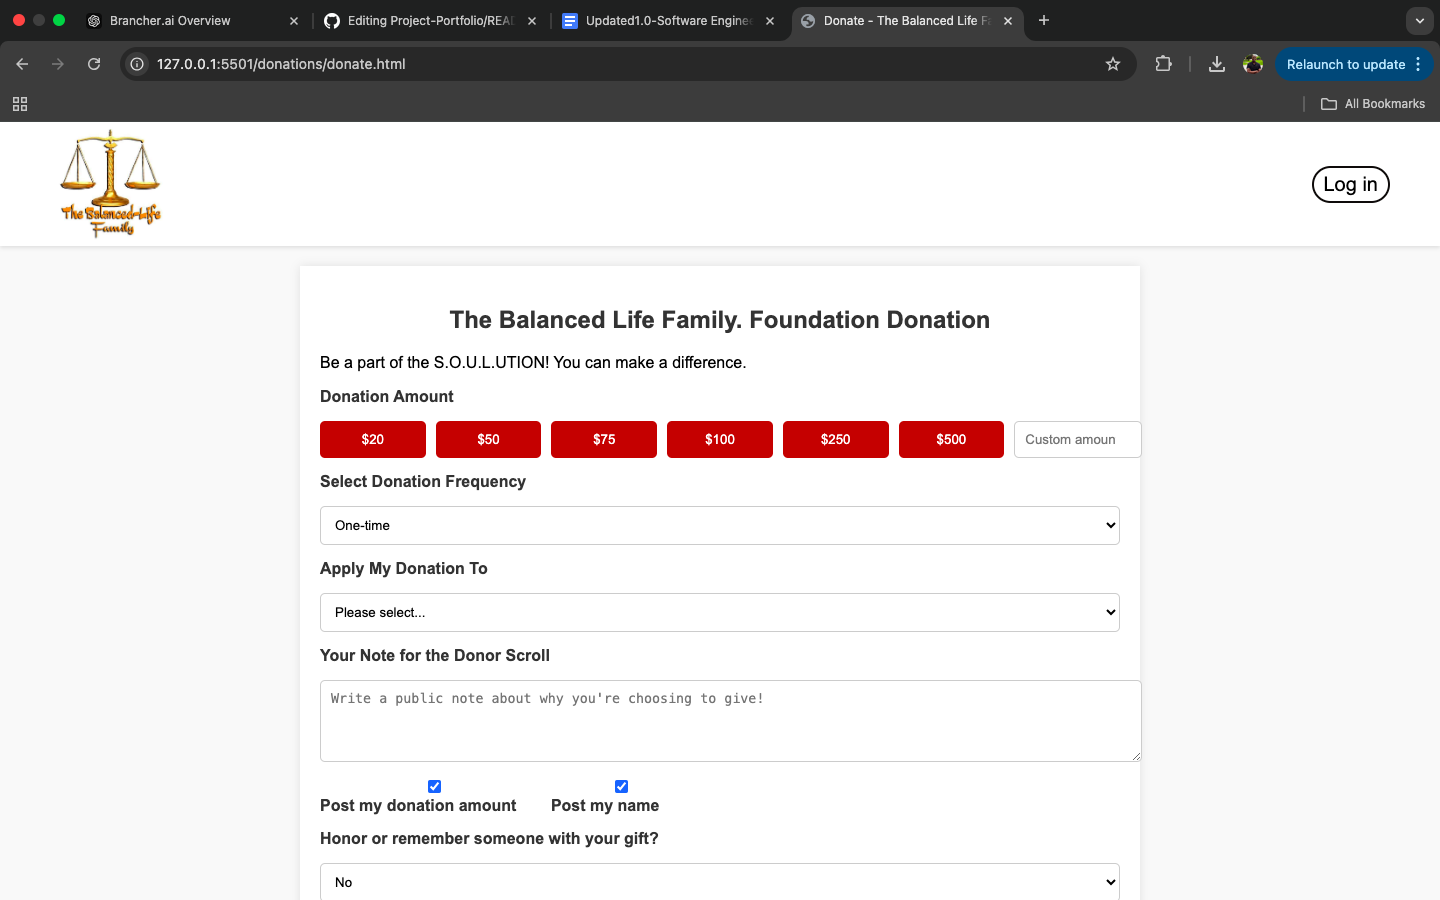 Brancher.ai Overview
Editing Project-Portfolio/REA
Updated1.0-Software Enginee
Donate - The Balanced Life F
127.0.0.1:5501/donations/donate.html
Relaunch to update
All Bookmarks
The Balanced-Life
Family
Log in
The Balanced Life Family. Foundation Donation
Be a part of the S.O.U.L.UTION! You can make a difference.
Donation Amount
$20 $50 $75 $100 $250 $500 Custom amoun
Select Donation Frequency
One-time
Apply My Donation To
Please select...
Your Note for the Donor Scroll
Write a public note about why you're choosing to give!
Post my donation amount Post my name
Honor or remember someone with your gift?
No